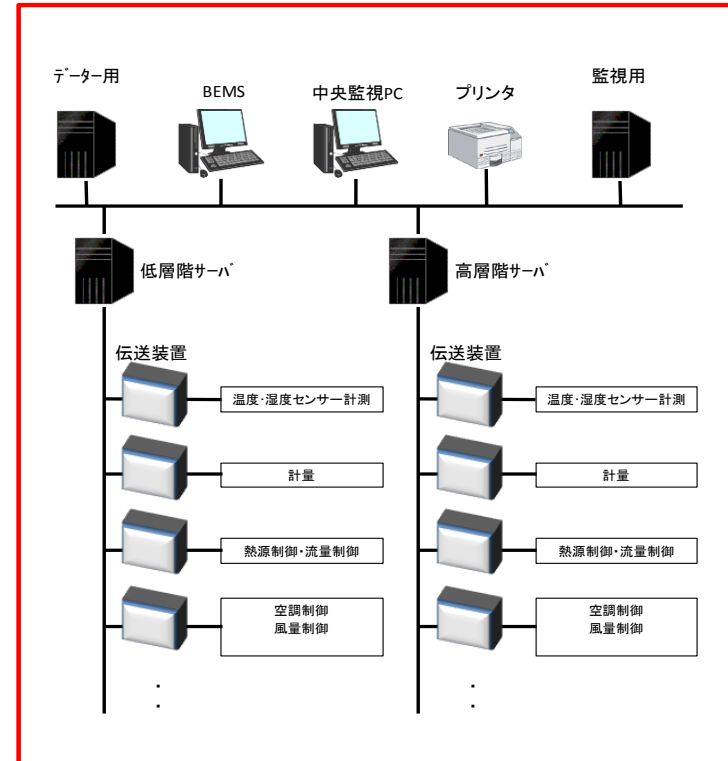 ﾃﾞｰﾀｰ用
BEMS
中央監視PC
プリンタ
監視用
低層階ｻｰﾊﾞ
高層階ｻｰﾊﾞ
伝送装置
伝送装置
温度･湿度センサー計測
温度･湿度センサー計測
計量
計量
熱源制御･流量制御
熱源制御･流量制御
空調制御
風量制御
空調制御
風量制御